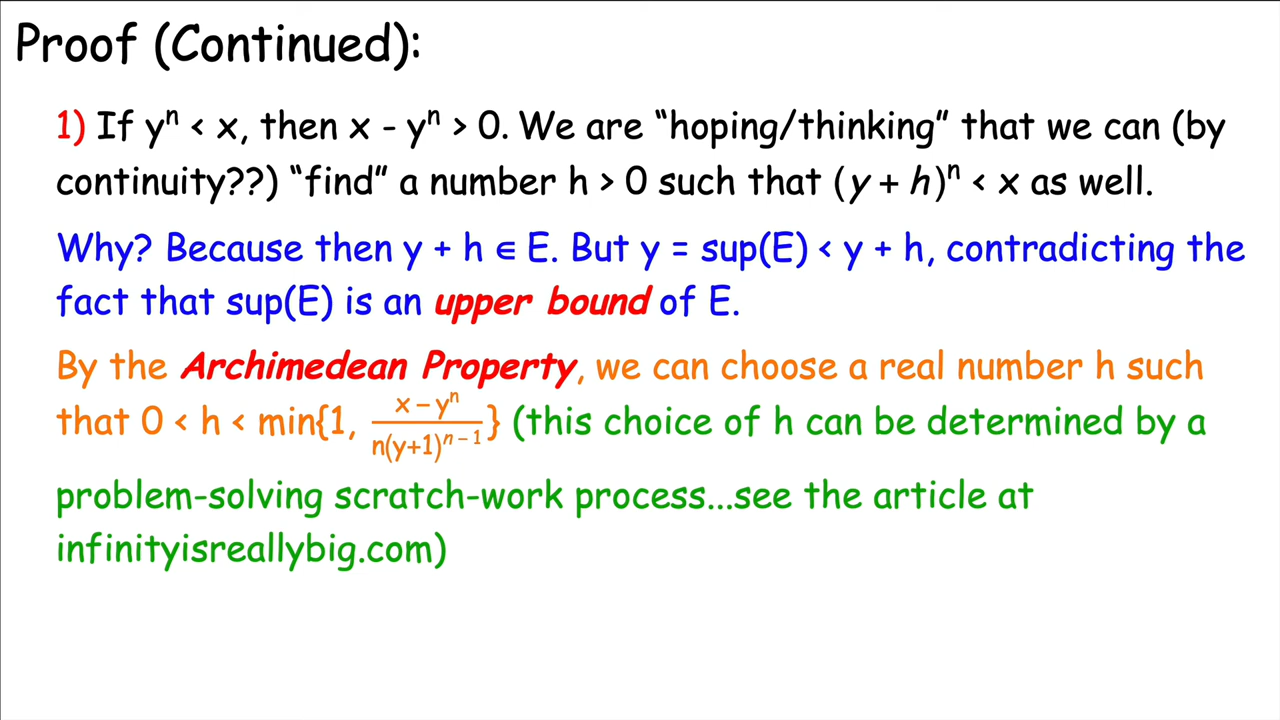 Proof (Continued):
1) If yⁿ < x, then x - yⁿ > 0. We are “hoping/thinking” that we can (by
continuity??) “find” a number h > 0 such that (y + h)ⁿ < x as well.
Why? Because then y + h ∈ E. But y = sup(E) < y + h, contradicting the
fact that sup(E) is an upper bound of E.
By the Archimedean Property, we can choose a real number h such
that 0 < h < min{1, \frac{x – yⁿ}{n(y+1)ⁿ⁻¹}} (this choice of h can be determined by a
problem-solving scratch-work process...see the article at
infinityisreallybig.com)